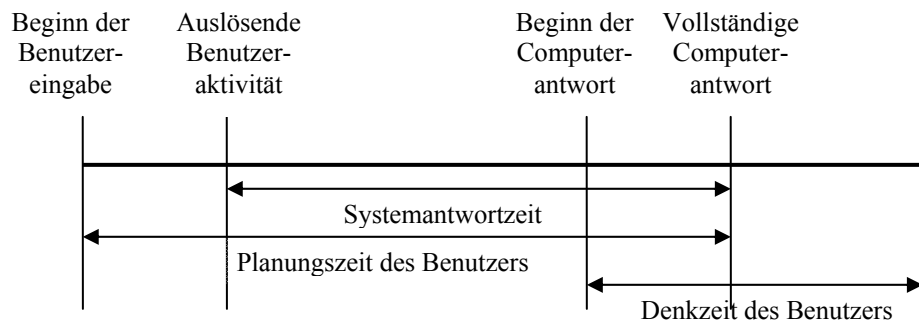 Beginn der
Benutzer-
eingabe
Auslösende
Benutzer-
aktivität
Beginn der
Computer-
antwort
Vollständige
Computer-
antwort
Systemantwortzeit
Planungszeit des Benutzers
Denkzeit des Benutzers